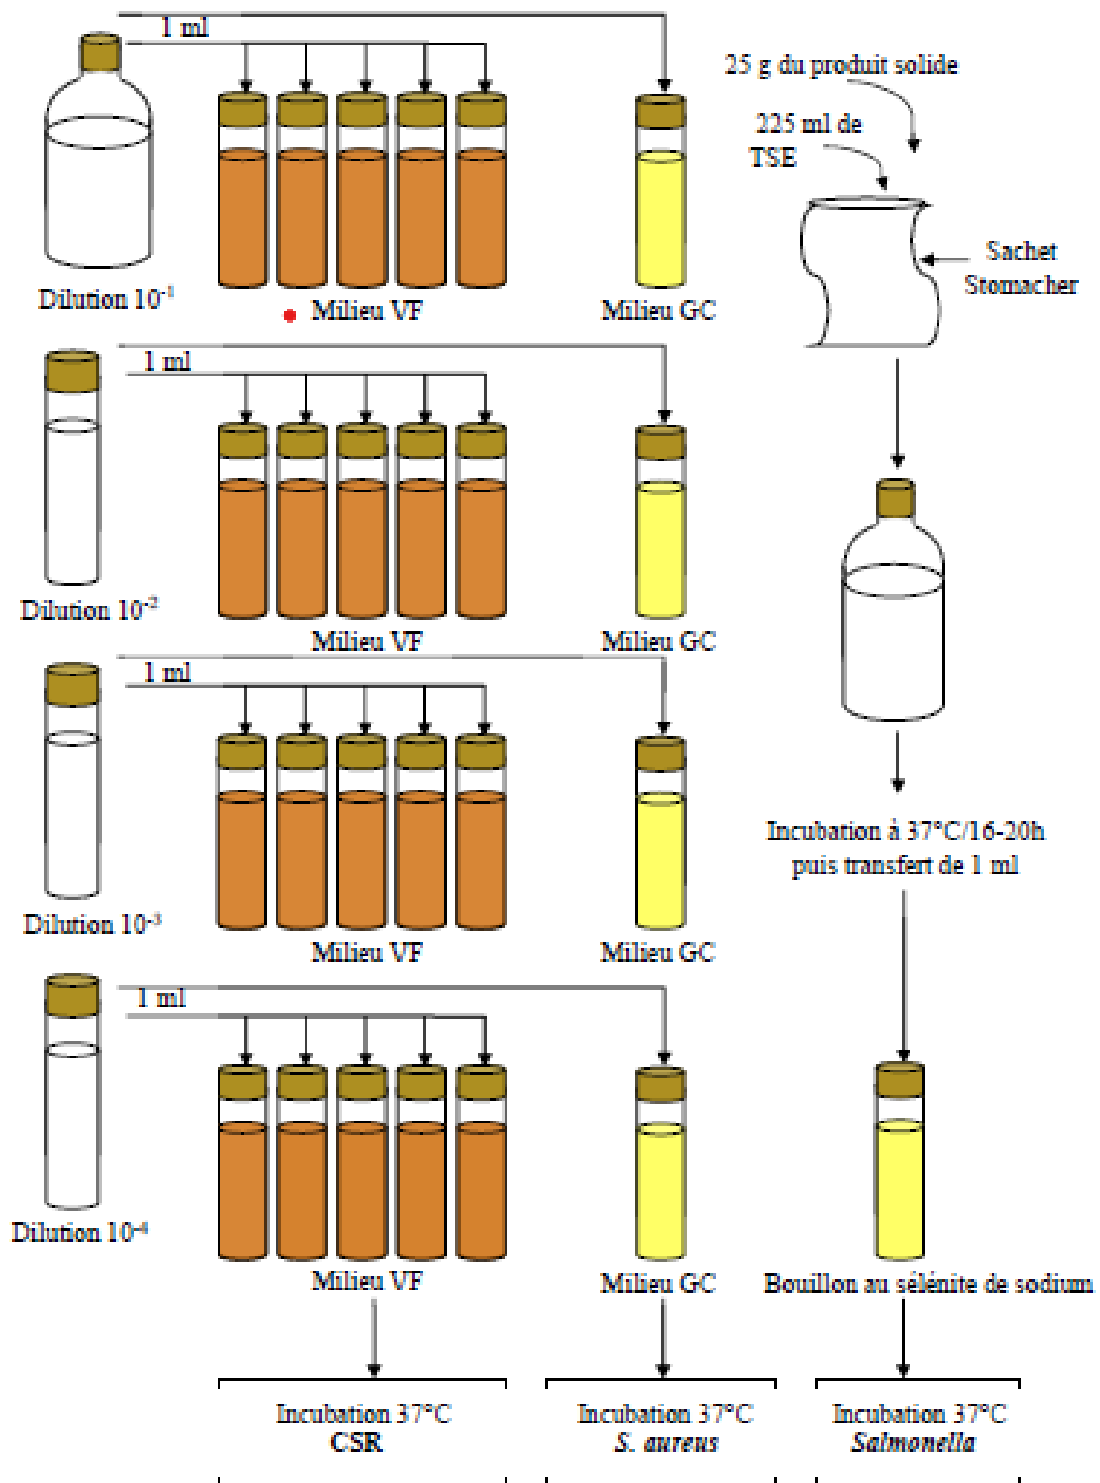 1 ml
25 g du produit solide
225 ml de
TSE
Sachet
Stomacher
Dilution 10⁻¹
Milieu VF
Milieu GC
1 ml
Dilution 10⁻²
Milieu VF
Milieu GC
1 ml
Incubation à 37°C/16-20h
puis transfert de 1 ml
Dilution 10⁻³
Milieu VF
Milieu GC
1 ml
Dilution 10⁻⁴
Milieu VF
Milieu GC
Bouillon au sélénite de sodium
Incubation 37°C
CSR
Incubation 37°C
S. aureus
Incubation 37°C
Salmonella